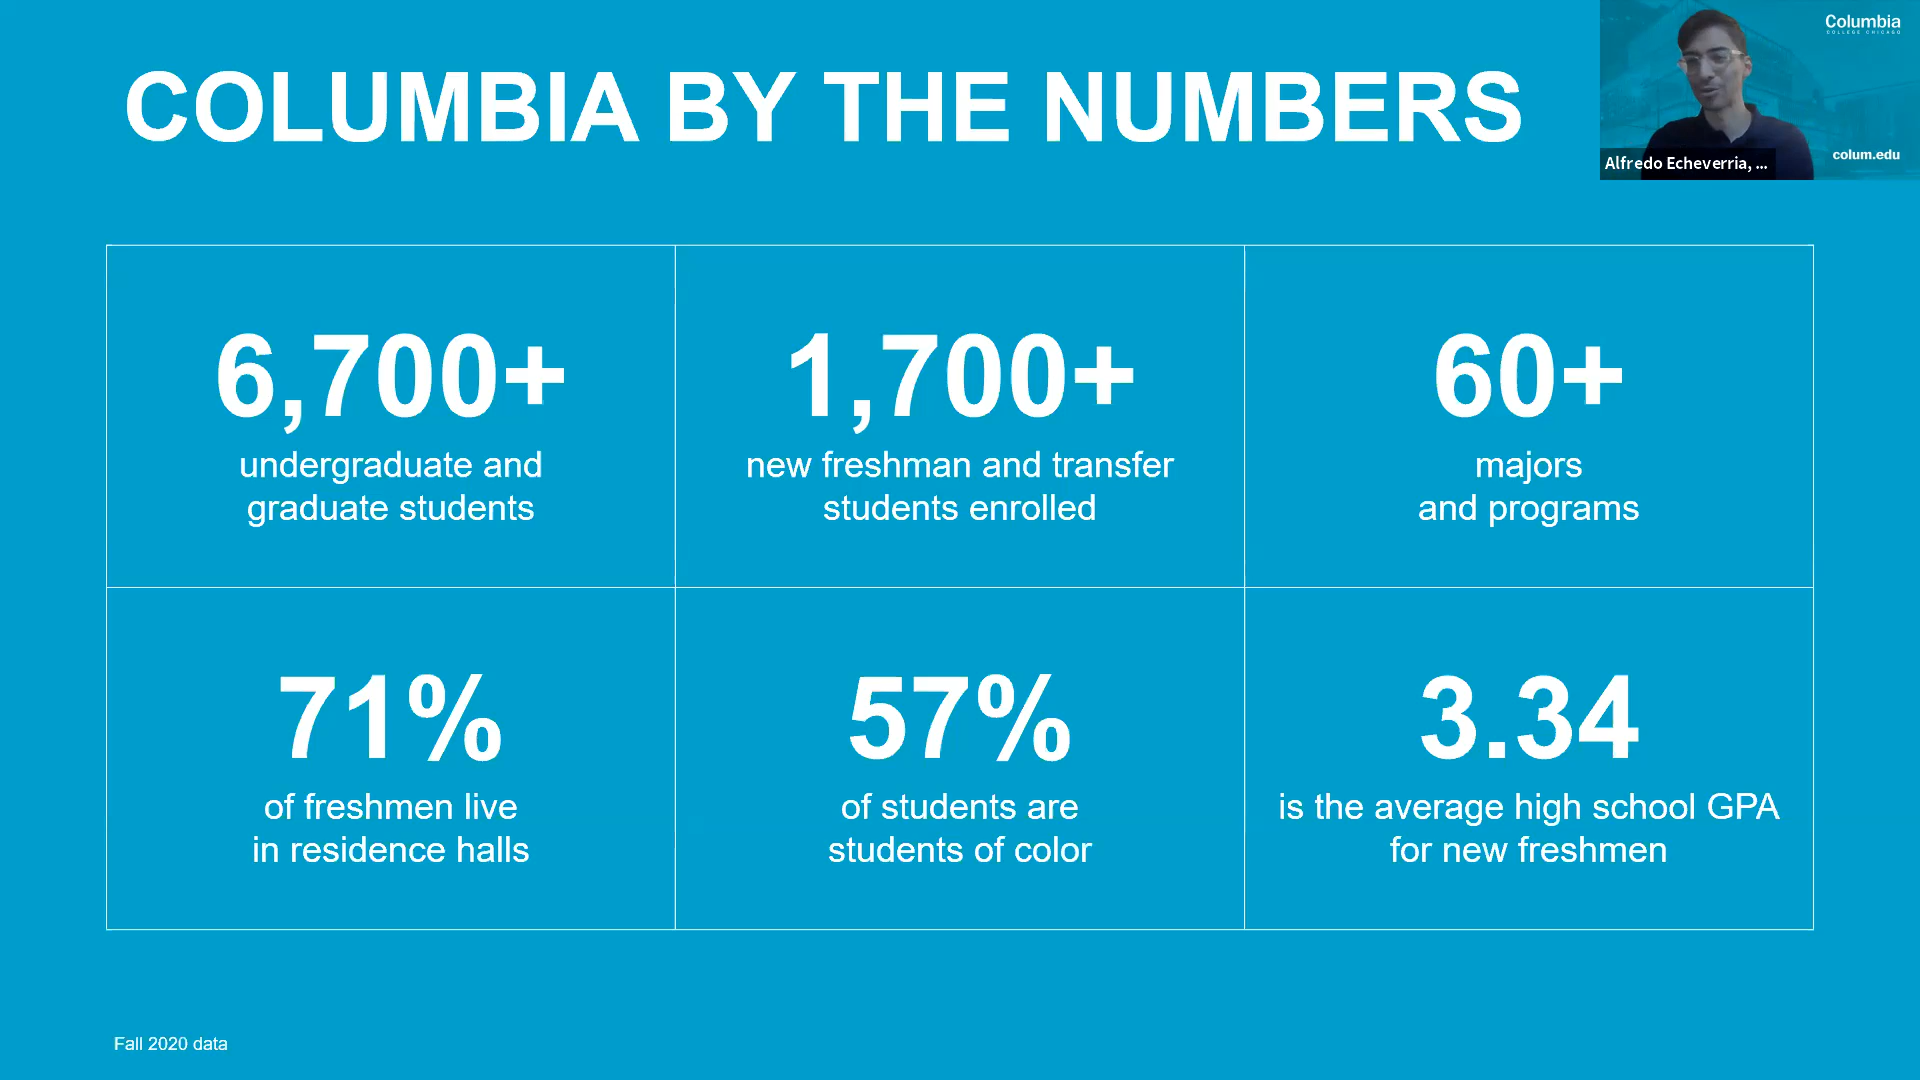 COLUMBIA BY THE NUMBERS
Columbia
COLLEGE CHICAGO
colum.edu
Alfredo Echeverria, ...
6,700+
undergraduate and
graduate students
1,700+
new freshman and transfer
students enrolled
60+
majors
and programs
71%
of freshmen live
in residence halls
57%
of students are
students of color
3.34
is the average high school GPA
for new freshmen
Fall 2020 data